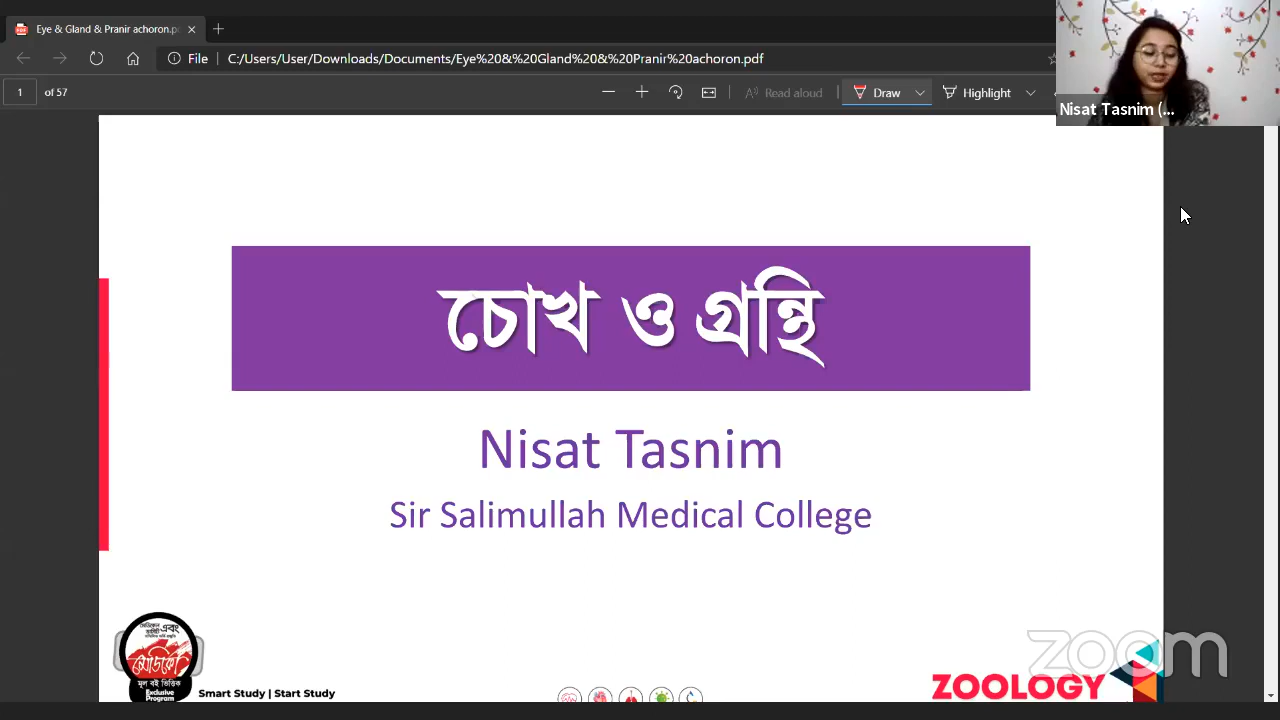 Eye & Gland & Pranir achoron.p
File C:/Users/User/Downloads/Documents/Eye%20&%20Gland%20&%20Pranir%20achoron.pdf
1 of 57
Read aloud Draw Highlight
Nisat Tasnim (...
চোখ ও গ্রন্থি
Nisat Tasnim
Sir Salimullah Medical College
এবং
মূল বই ভিত্তিক
Exclusive
Program
Smart Study | Start Study
zoom
ZOOLOGY